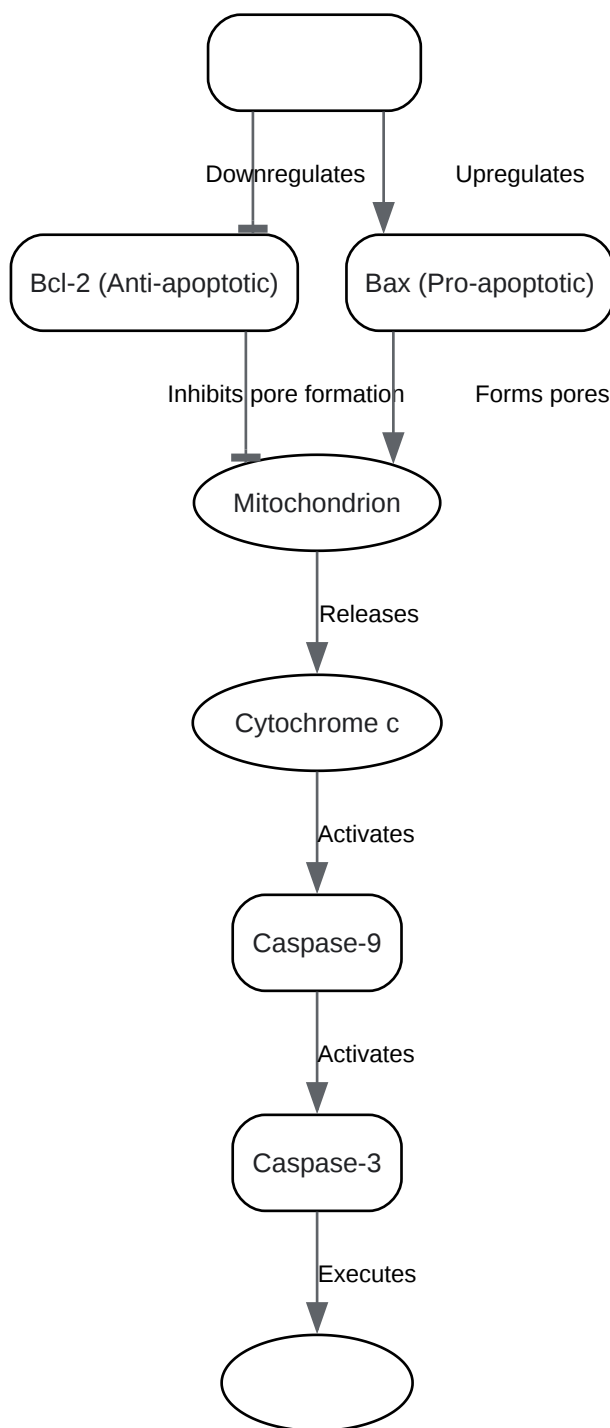 Downregulates
Upregulates
Bcl-2 (Anti-apoptotic)
Bax (Pro-apoptotic)
Inhibits pore formation
Forms pores
Mitochondrion
Releases
Cytochrome c
Activates
Caspase-9
Activates
Caspase-3
Executes